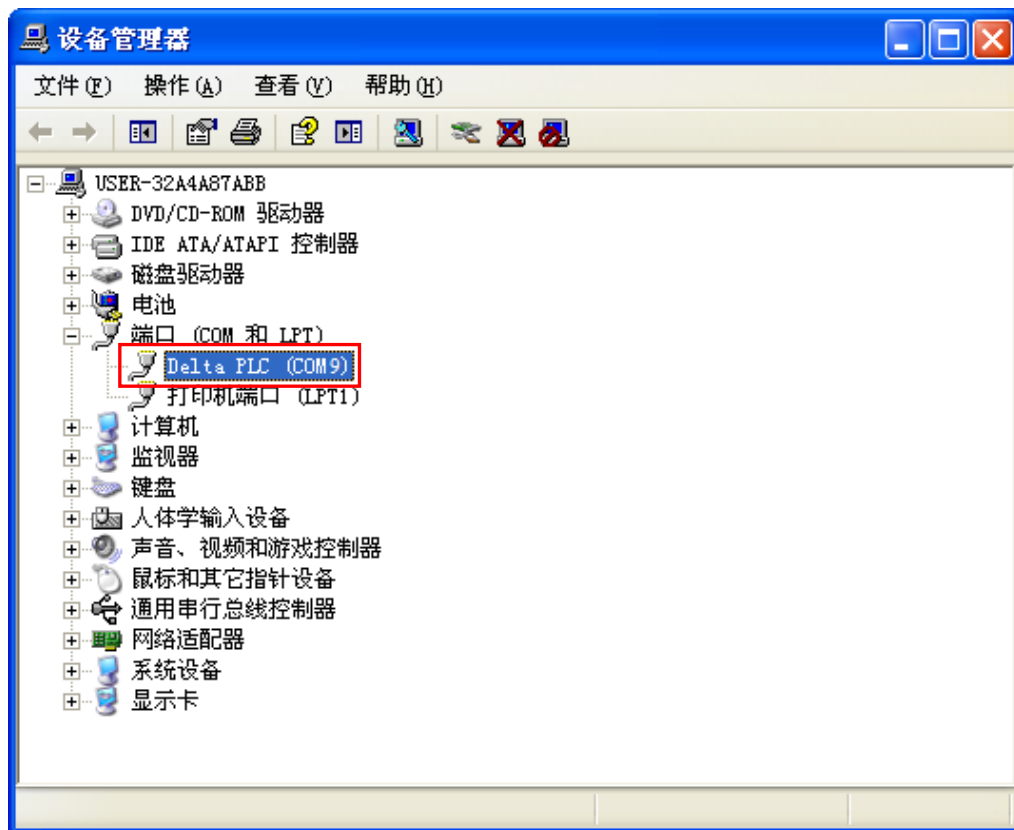 设备管理器
文件(F) 操作(A) 查看(V) 帮助(H)
USER-32A4A87ABB
DVD/CD-ROM 驱动器
IDE ATA/ATAPI 控制器
磁盘驱动器
电池
端口 (COM 和 LPT)
Delta PLC (COM9)
打印机端口 (LPT1)
计算机
监视器
键盘
人体学输入设备
声音、视频和游戏控制器
鼠标和其它指针设备
通用串行总线控制器
网络适配器
系统设备
显示卡